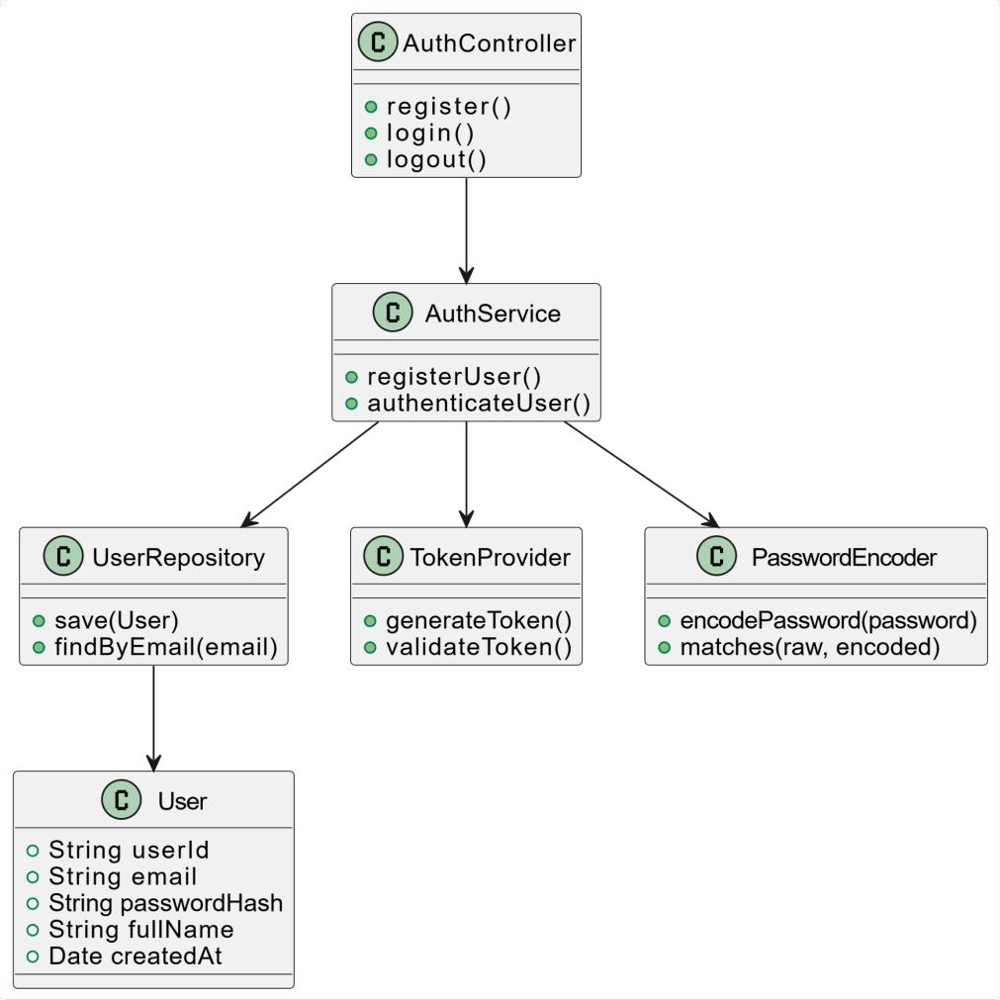 C AuthController
register()
login()
logout()
C AuthService
registerUser()
authenticateUser()
C UserRepository
save(User)
findByEmail(email)
C TokenProvider
generateToken()
validateToken()
C PasswordEncoder
encodePassword(password)
matches(raw, encoded)
C User
String userId
String email
String passwordHash
String fullName
Date createdAt